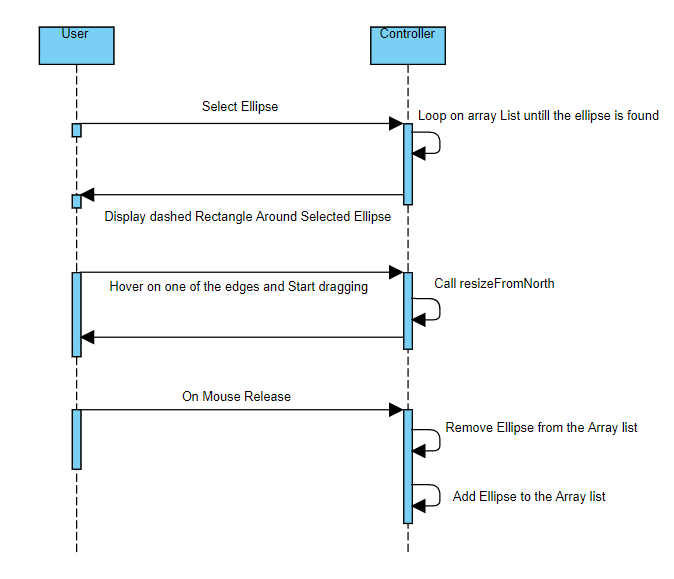 User
Controller
Select Ellipse
Loop on array List untill the ellipse is found
Display dashed Rectangle Around Selected Ellipse
Hover on one of the edges and Start dragging
Call resizeFromNorth
On Mouse Release
Remove Ellipse from the Array list
Add Ellipse to the Array list